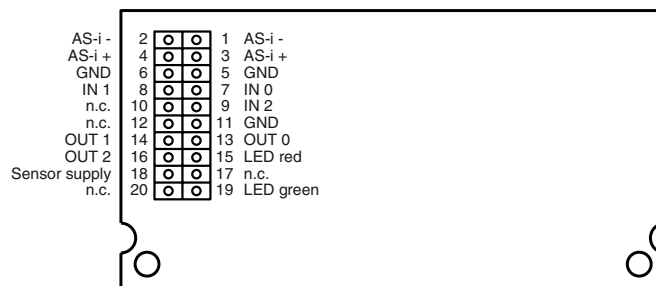 AS-i - 2 1 AS-i -
AS-i + 4 3 AS-i +
GND 6 5 GND
IN 1 8 7 IN 0
n.c. 10 9 IN 2
n.c. 12 11 GND
OUT 1 14 13 OUT 0
OUT 2 16 15 LED red
Sensor supply 18 17 n.c.
n.c. 20 19 LED green